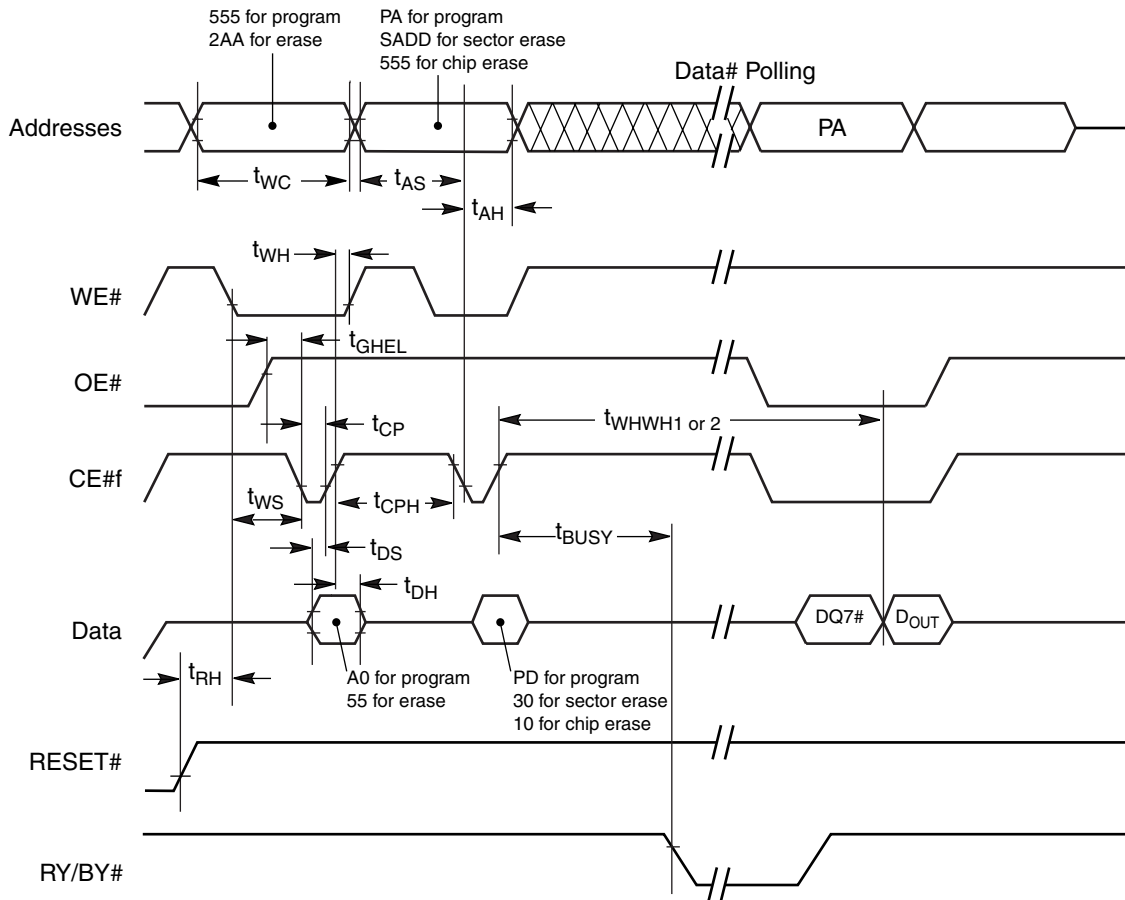 555 for program
2AA for erase
PA for program
SADD for sector erase
555 for chip erase
Data# Polling
Addresses
PA
tWC
tAS
tAH
tWH
WE#
tGHEL
OE#
tWHWH1 or 2
tCP
CE#f
tWS
tCPH
tBUSY
tDS
tDH
Data
DQ7#
DOUT
tRH
A0 for program
55 for erase
PD for program
30 for sector erase
10 for chip erase
RESET#
RY/BY#